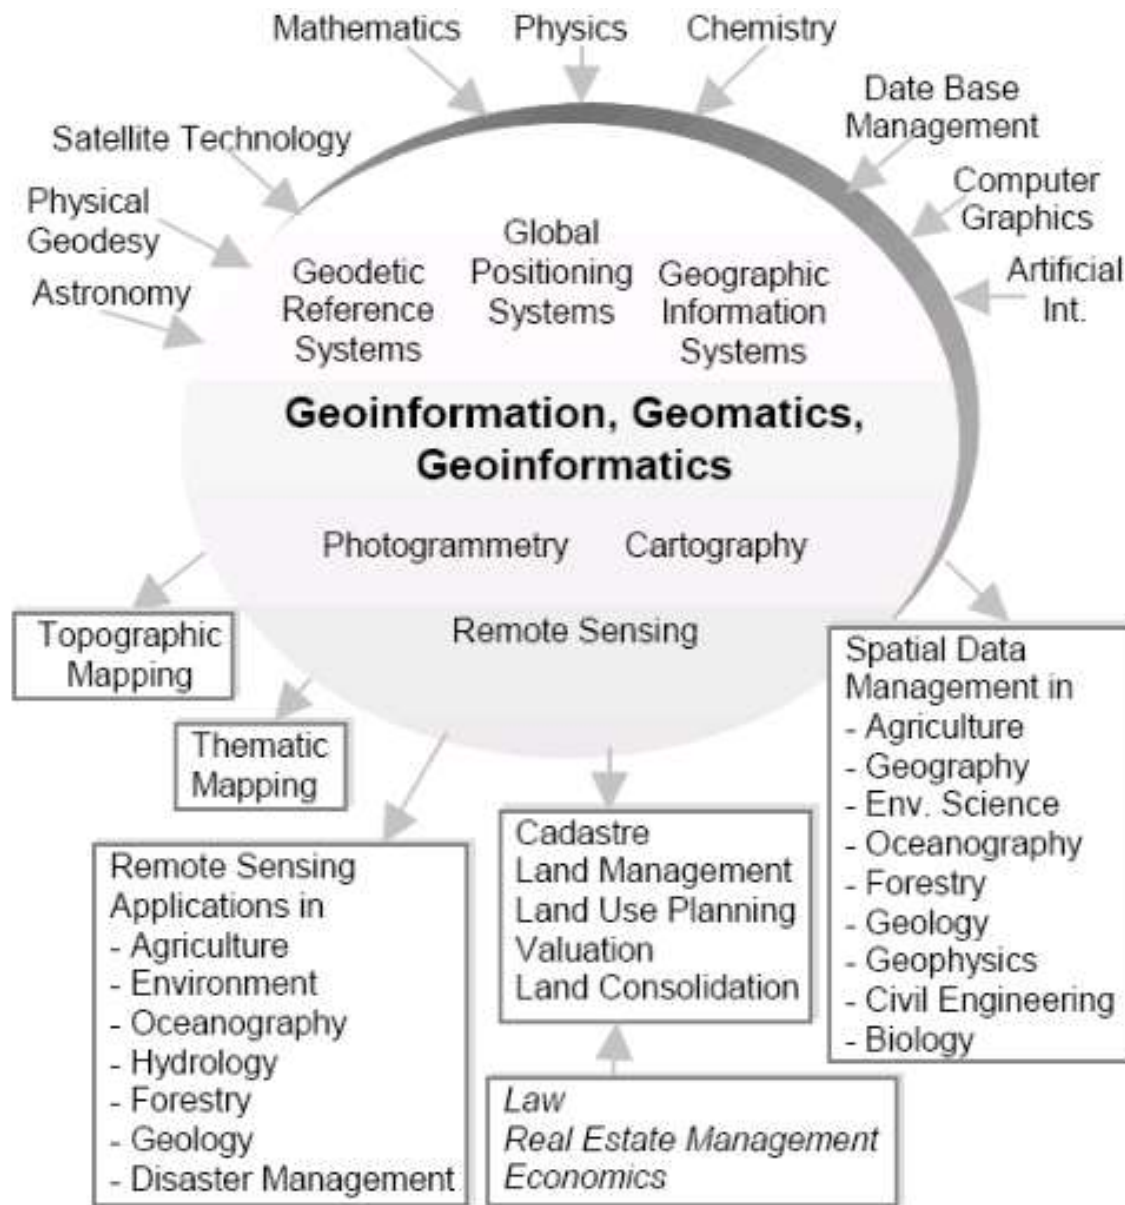 Mathematics
Physics
Chemistry
Date Base
Management
Satellite Technology
Computer
Graphics
Physical
Geodesy
Artificial
Int.
Astronomy
Geodetic
Reference
Systems
Global
Positioning
Systems
Geographic
Information
Systems
Geoinformation, Geomatics,
Geoinformatics
Photogrammetry
Cartography
Remote Sensing
Topographic
Mapping
Thematic
Mapping
Remote Sensing
Applications in
- Agriculture
- Environment
- Oceanography
- Hydrology
- Forestry
- Geology
- Disaster Management
Cadastre
Land Management
Land Use Planning
Valuation
Land Consolidation
Law
Real Estate Management
Economics
Spatial Data
Management in
- Agriculture
- Geography
- Env. Science
- Oceanography
- Forestry
- Geology
- Geophysics
- Civil Engineering
- Biology